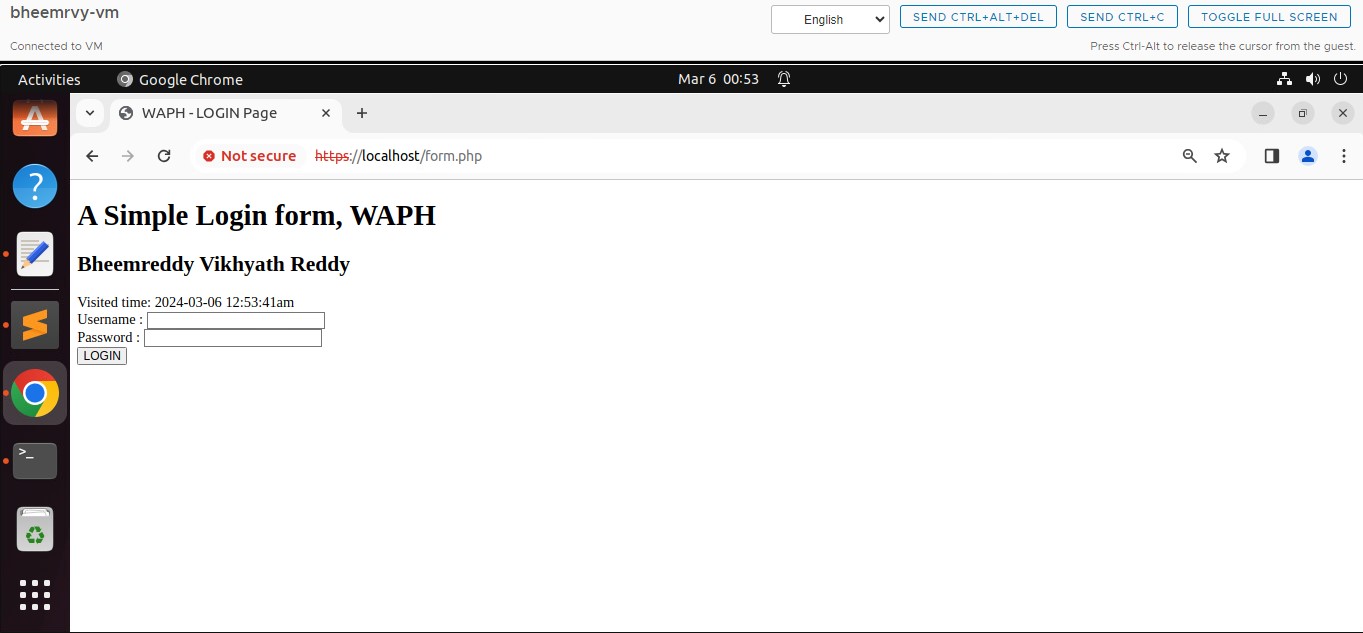 bheemrvy-vm
English
SEND CTRL+ALT+DEL
SEND CTRL+C
TOGGLE FULL SCREEN
Connected to VM
Press Ctrl-Alt to release the cursor from the guest.
Activities
Google Chrome
Mar 6 00:53
WAPH - LOGIN Page
Not secure
https://localhost/form.php
A Simple Login form, WAPH
Bheemreddy Vikhyath Reddy
Visited time: 2024-03-06 12:53:41am
Username :
Password :
LOGIN